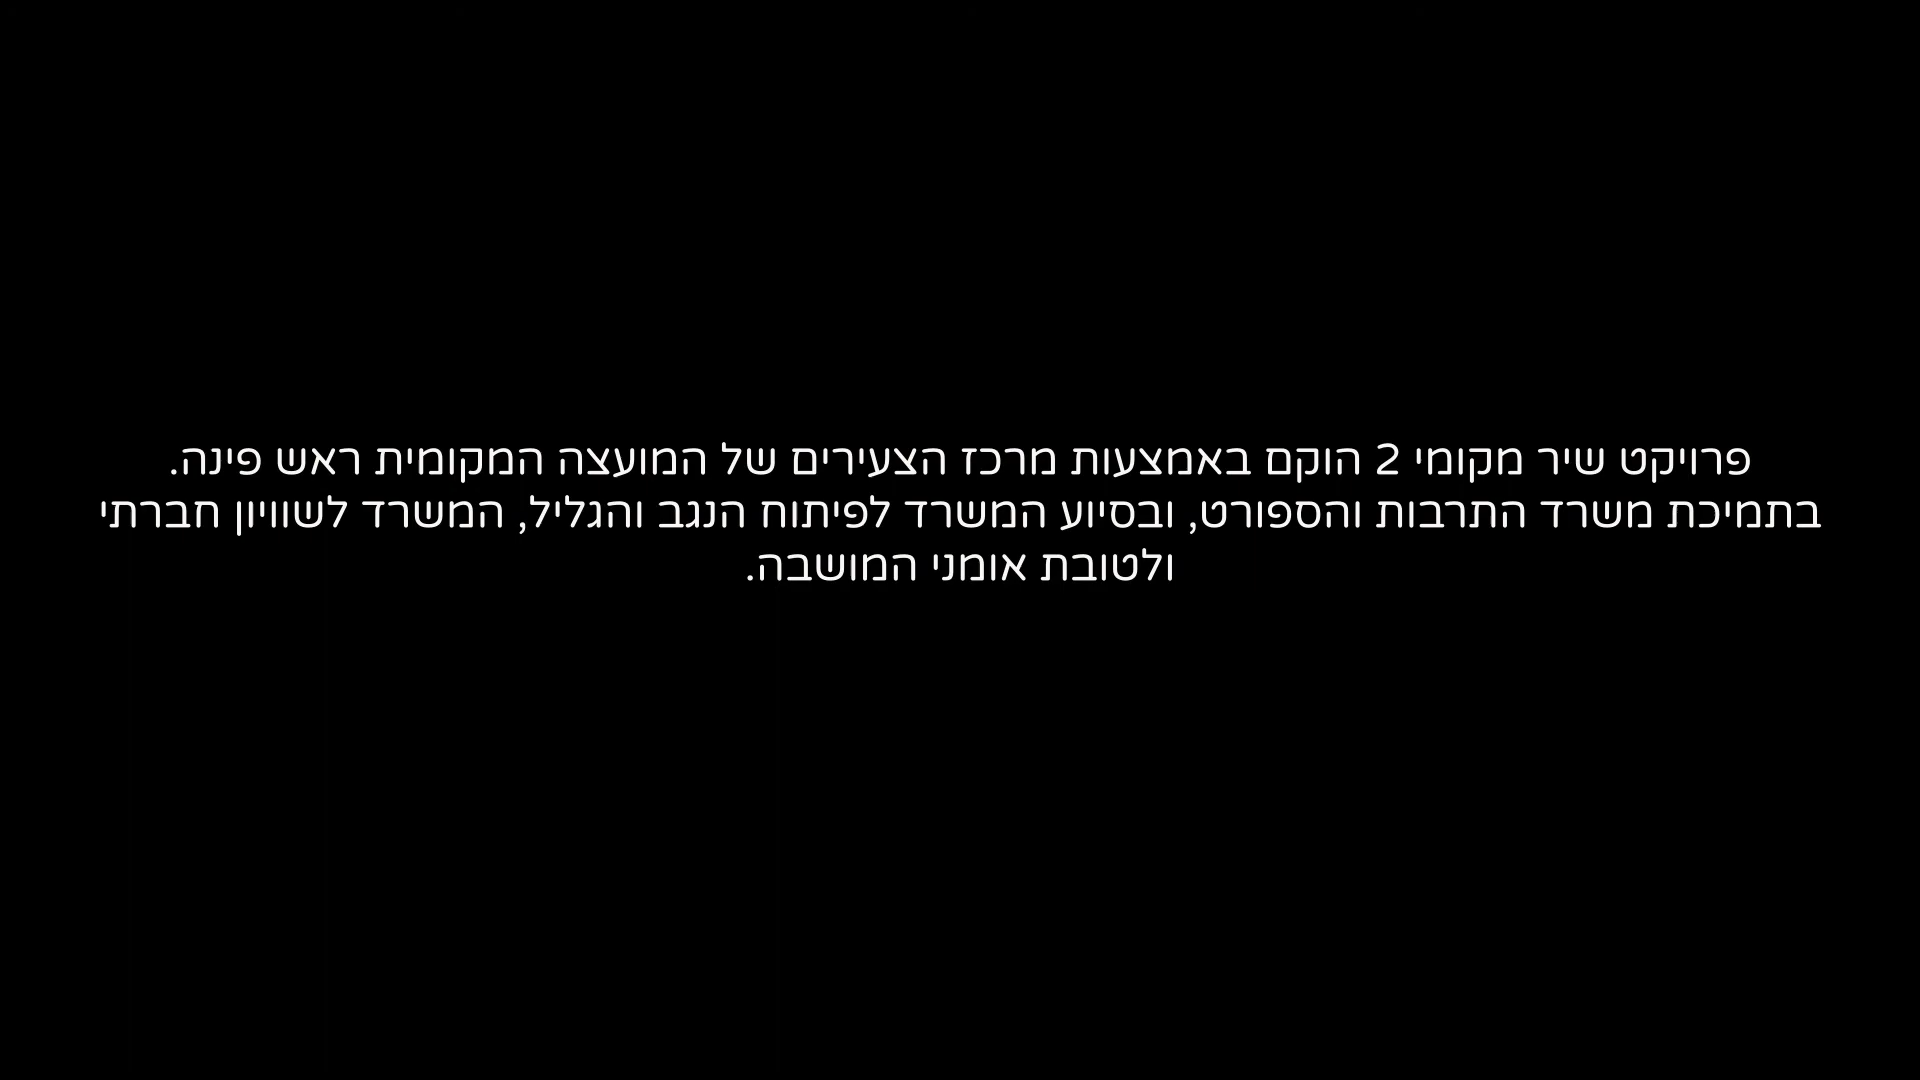 פרויקט שיר מקומי 2 הוקם באמצעות מרכז הצעירים של המועצה המקומית ראש פינה.
בתמיכת משרד התרבות והספורט, ובסיוע המשרד לפיתוח הנגב והגליל, המשרד לשוויון חברתי
ולטובת אומני המושבה.